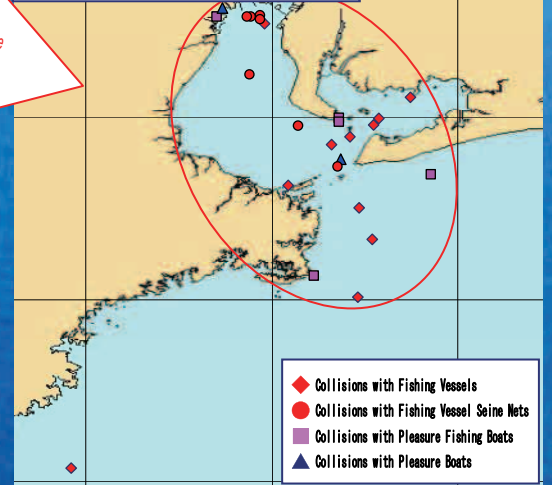 Collisions with Fishing Vessels
Collisions with Fishing Vessel Seine Nets
Collisions with Pleasure Fishing Boats
Collisions with Pleasure Boats